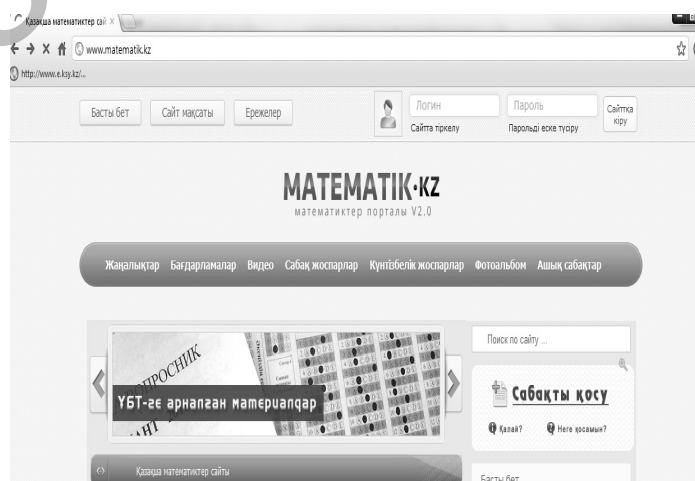 Қазақша математиктер сай ×
www.matematik.kz
http://www.e.ksy.kz/...
Басты бет Сайт мақсаты Ережелер
Логин Пароль Сайтқа кіру
Сайтта тіркелу Парольді еске түсіру
MATEMATIK·KZ
математиктер порталы V2.0
Жаңалықтар Бағдарламалар Видео Сабақ жоспарлар Күнтізбелік жоспарлар Фотоальбом Ашық сабақтар
Поиск по сайту ...
ОПРОСНИК
ҰБТ-ге арналған материалдар
Сабақты қосу
Қалай? Неге қосамын?
Қазақша математиктер сайты
Басты бет